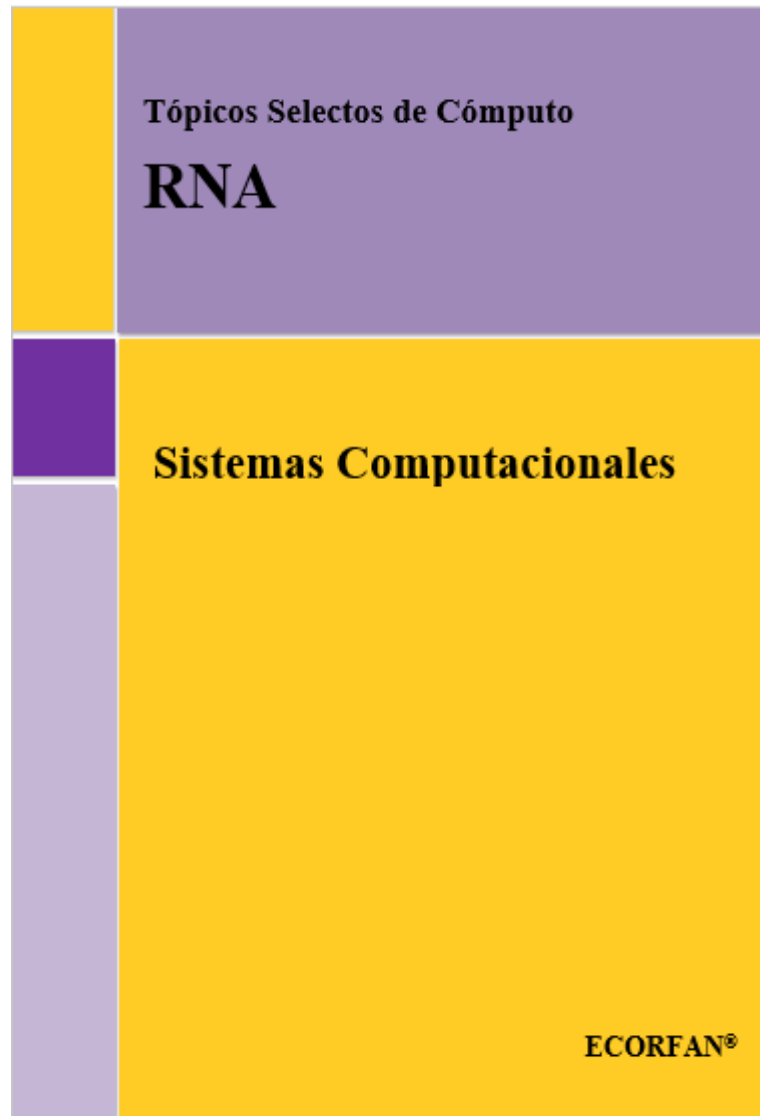 Tópicos Selectos de Cómputo
RNA
Sistemas Computacionales
ECORFAN®